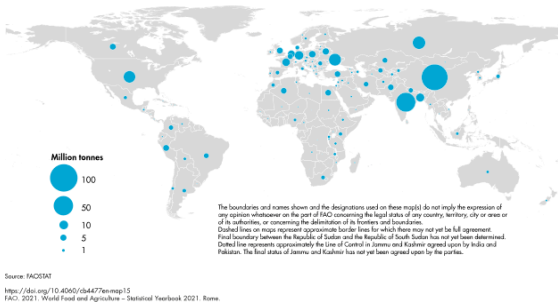 Million tonnes
100
50
10
5
1
The boundaries and names shown and the designations used on these map(s) do not imply the expression of
any opinion whatsoever on the part of FAO concerning the legal status of any country, territory, city or area or
of its authorities, or concerning the delimitation of its frontiers and boundaries.
Dashed lines on maps represent approximate border lines for which there may not yet be full agreement.
Final boundary between the Republic of Sudan and the Republic of South Sudan has not yet been determined.
Dotted line represents approximately the Line of Control in Jammu and Kashmir agreed upon by India and
Pakistan. The final status of Jammu and Kashmir has not yet been agreed upon by the parties.
Source: FAOSTAT
https://doi.org/10.4060/cb4477en-map15
FAO. 2021. World Food and Agriculture – Statistical Yearbook 2021. Rome.